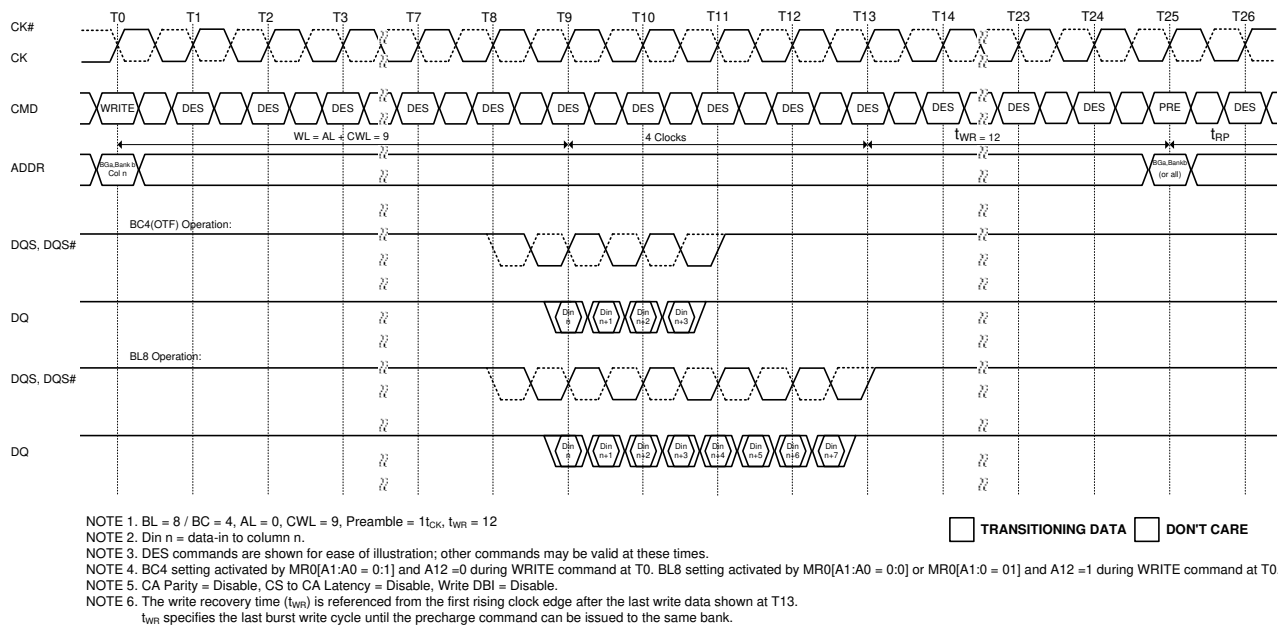 T0 T1 T2 T3 T7 T8 T9 T10 T11 T12 T13 T14 T23 T24 T25 T26
CK#
CK
CMD WRITE DES DES DES DES DES DES DES DES DES DES DES DES DES PRE DES
WL = AL + CWL = 9 4 Clocks tWR = 12 tRP
ADDR
BGa,Bank b
Col n
BGa,Bankb
(or all)
BC4(OTF) Operation:
DQS, DQS#
DQ
Din n Din n+1 Din n+2 Din n+3
BL8 Operation:
DQS, DQS#
DQ
Din n Din n+1 Din n+2 Din n+3 Din n+4 Din n+5 Din n+6 Din n+7
NOTE 1. BL = 8 / BC = 4, AL = 0, CWL = 9, Preamble = 1tCK, tWR = 12
TRANSITIONING DATA DON'T CARE
NOTE 2. Din n = data-in to column n.
NOTE 3. DES commands are shown for ease of illustration; other commands may be valid at these times.
NOTE 4. BC4 setting activated by MR0[A1:A0 = 0:1] and A12 =0 during WRITE command at T0. BL8 setting activated by MR0[A1:A0 = 0:0] or MR0[A1:0 = 01] and A12 =1 during WRITE command at T0.
NOTE 5. CA Parity = Disable, CS to CA Latency = Disable, Write DBI = Disable.
NOTE 6. The write recovery time (tWR) is referenced from the first rising clock edge after the last write data shown at T13.
tWR specifies the last burst write cycle until the precharge command can be issued to the same bank.